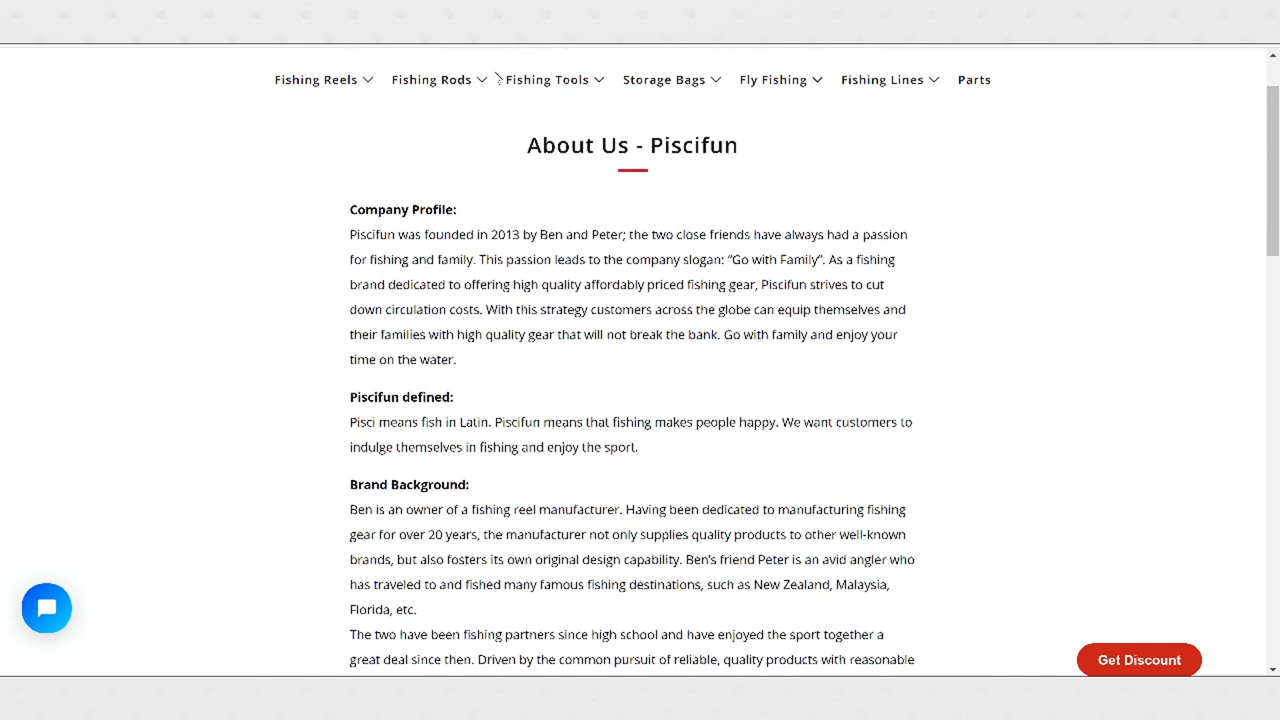 Fishing Reels Fishing Rods Fishing Tools Storage Bags Fly Fishing Fishing Lines Parts
About Us - Piscifun
Company Profile:
Piscifun was founded in 2013 by Ben and Peter; the two close friends have always had a passion
for fishing and family. This passion leads to the company slogan: “Go with Family”. As a fishing
brand dedicated to offering high quality affordably priced fishing gear, Piscifun strives to cut
down circulation costs. With this strategy customers across the globe can equip themselves and
their families with high quality gear that will not break the bank. Go with family and enjoy your
time on the water.
Piscifun defined:
Pisci means fish in Latin. Piscifun means that fishing makes people happy. We want customers to
indulge themselves in fishing and enjoy the sport.
Brand Background:
Ben is an owner of a fishing reel manufacturer. Having been dedicated to manufacturing fishing
gear for over 20 years, the manufacturer not only supplies quality products to other well-known
brands, but also fosters its own original design capability. Ben’s friend Peter is an avid angler who
has traveled to and fished many famous fishing destinations, such as New Zealand, Malaysia,
Florida, etc.
The two have been fishing partners since high school and have enjoyed the sport together a
great deal since then. Driven by the common pursuit of reliable, quality products with reasonable
Get Discount